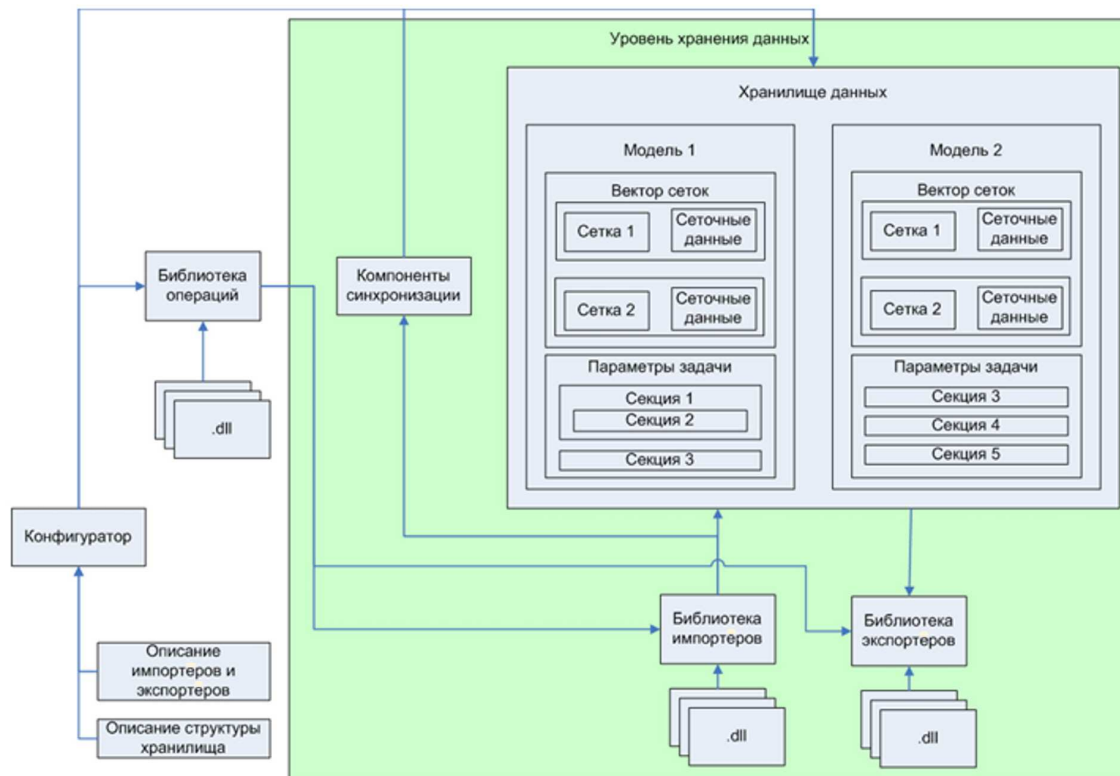 Уровень хранения данных
Хранилище данных
Модель 1
Вектор сеток
Сетка 1
Сеточные
данные
Сетка 2
Сеточные
данные
Параметры задачи
Секция 1
Секция 2
Секция 3
Модель 2
Вектор сеток
Сетка 1
Сеточные
данные
Сетка 2
Сеточные
данные
Параметры задачи
Секция 3
Секция 4
Секция 5
Библиотека
операций
.dll
Компоненты
синхронизации
Конфигуратор
Описание
импортеров и
экспортеров
Описание структуры
хранилища
Библиотека
импортеров
.dll
Библиотека
экспортеров
.dll